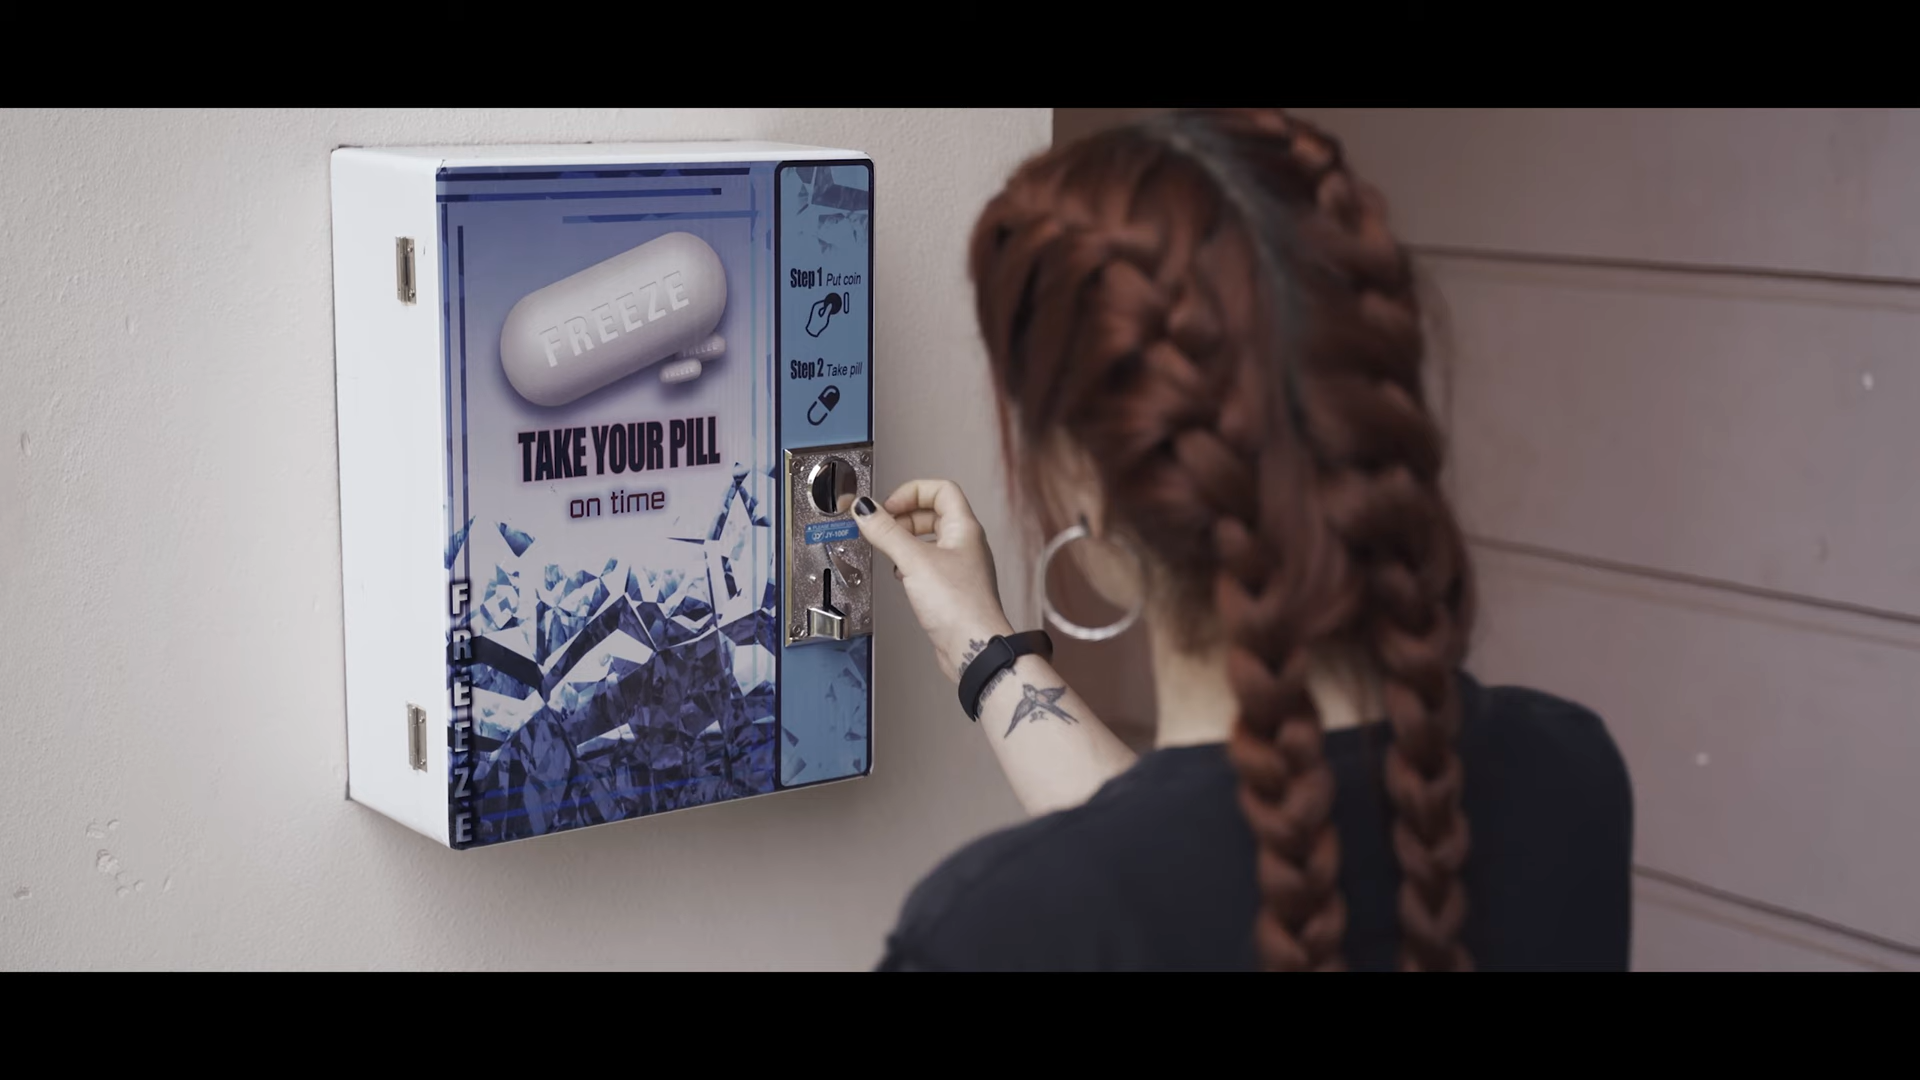 FREEZE
TAKE YOUR PILL
on time
FREEZE
Step 1 Put coin
Step 2 Take pill
JY-100F